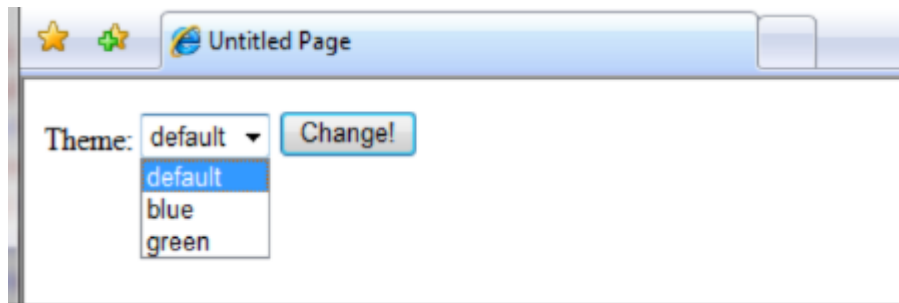 Untitled Page
Theme: default Change!
default
blue
green